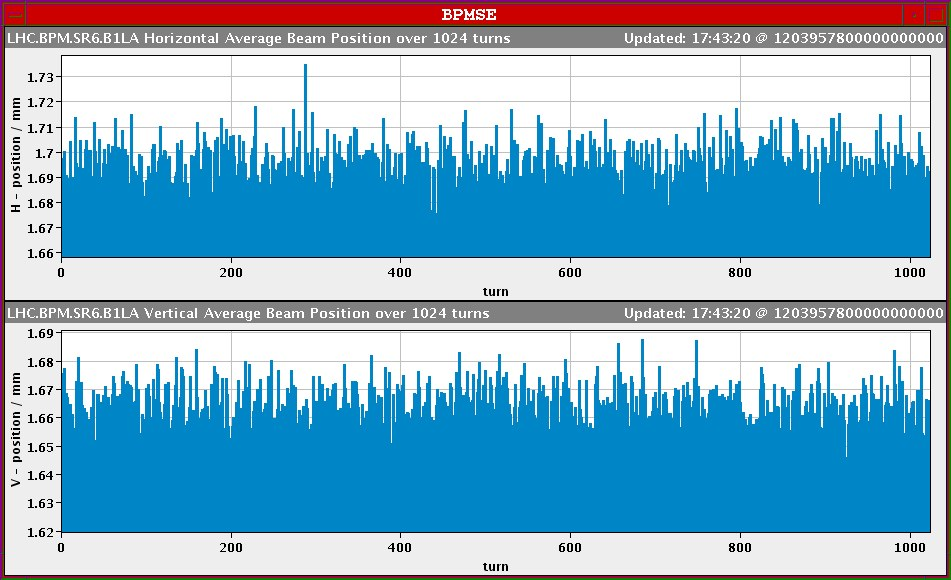 BPMSE
LHC.BPM.SR6.B1LA Horizontal Average Beam Position over 1024 turns Updated: 17:43:20 @ 1203957800000000000
H - position / mm
1.73
1.72
1.71
1.7
1.69
1.68
1.67
1.66
0 200 400 600 800 1000
turn
LHC.BPM.SR6.B1LA Vertical Average Beam Position over 1024 turns Updated: 17:43:20 @ 1203957800000000000
V - position / mm
1.69
1.68
1.67
1.66
1.65
1.64
1.63
1.62
0 200 400 600 800 1000
turn